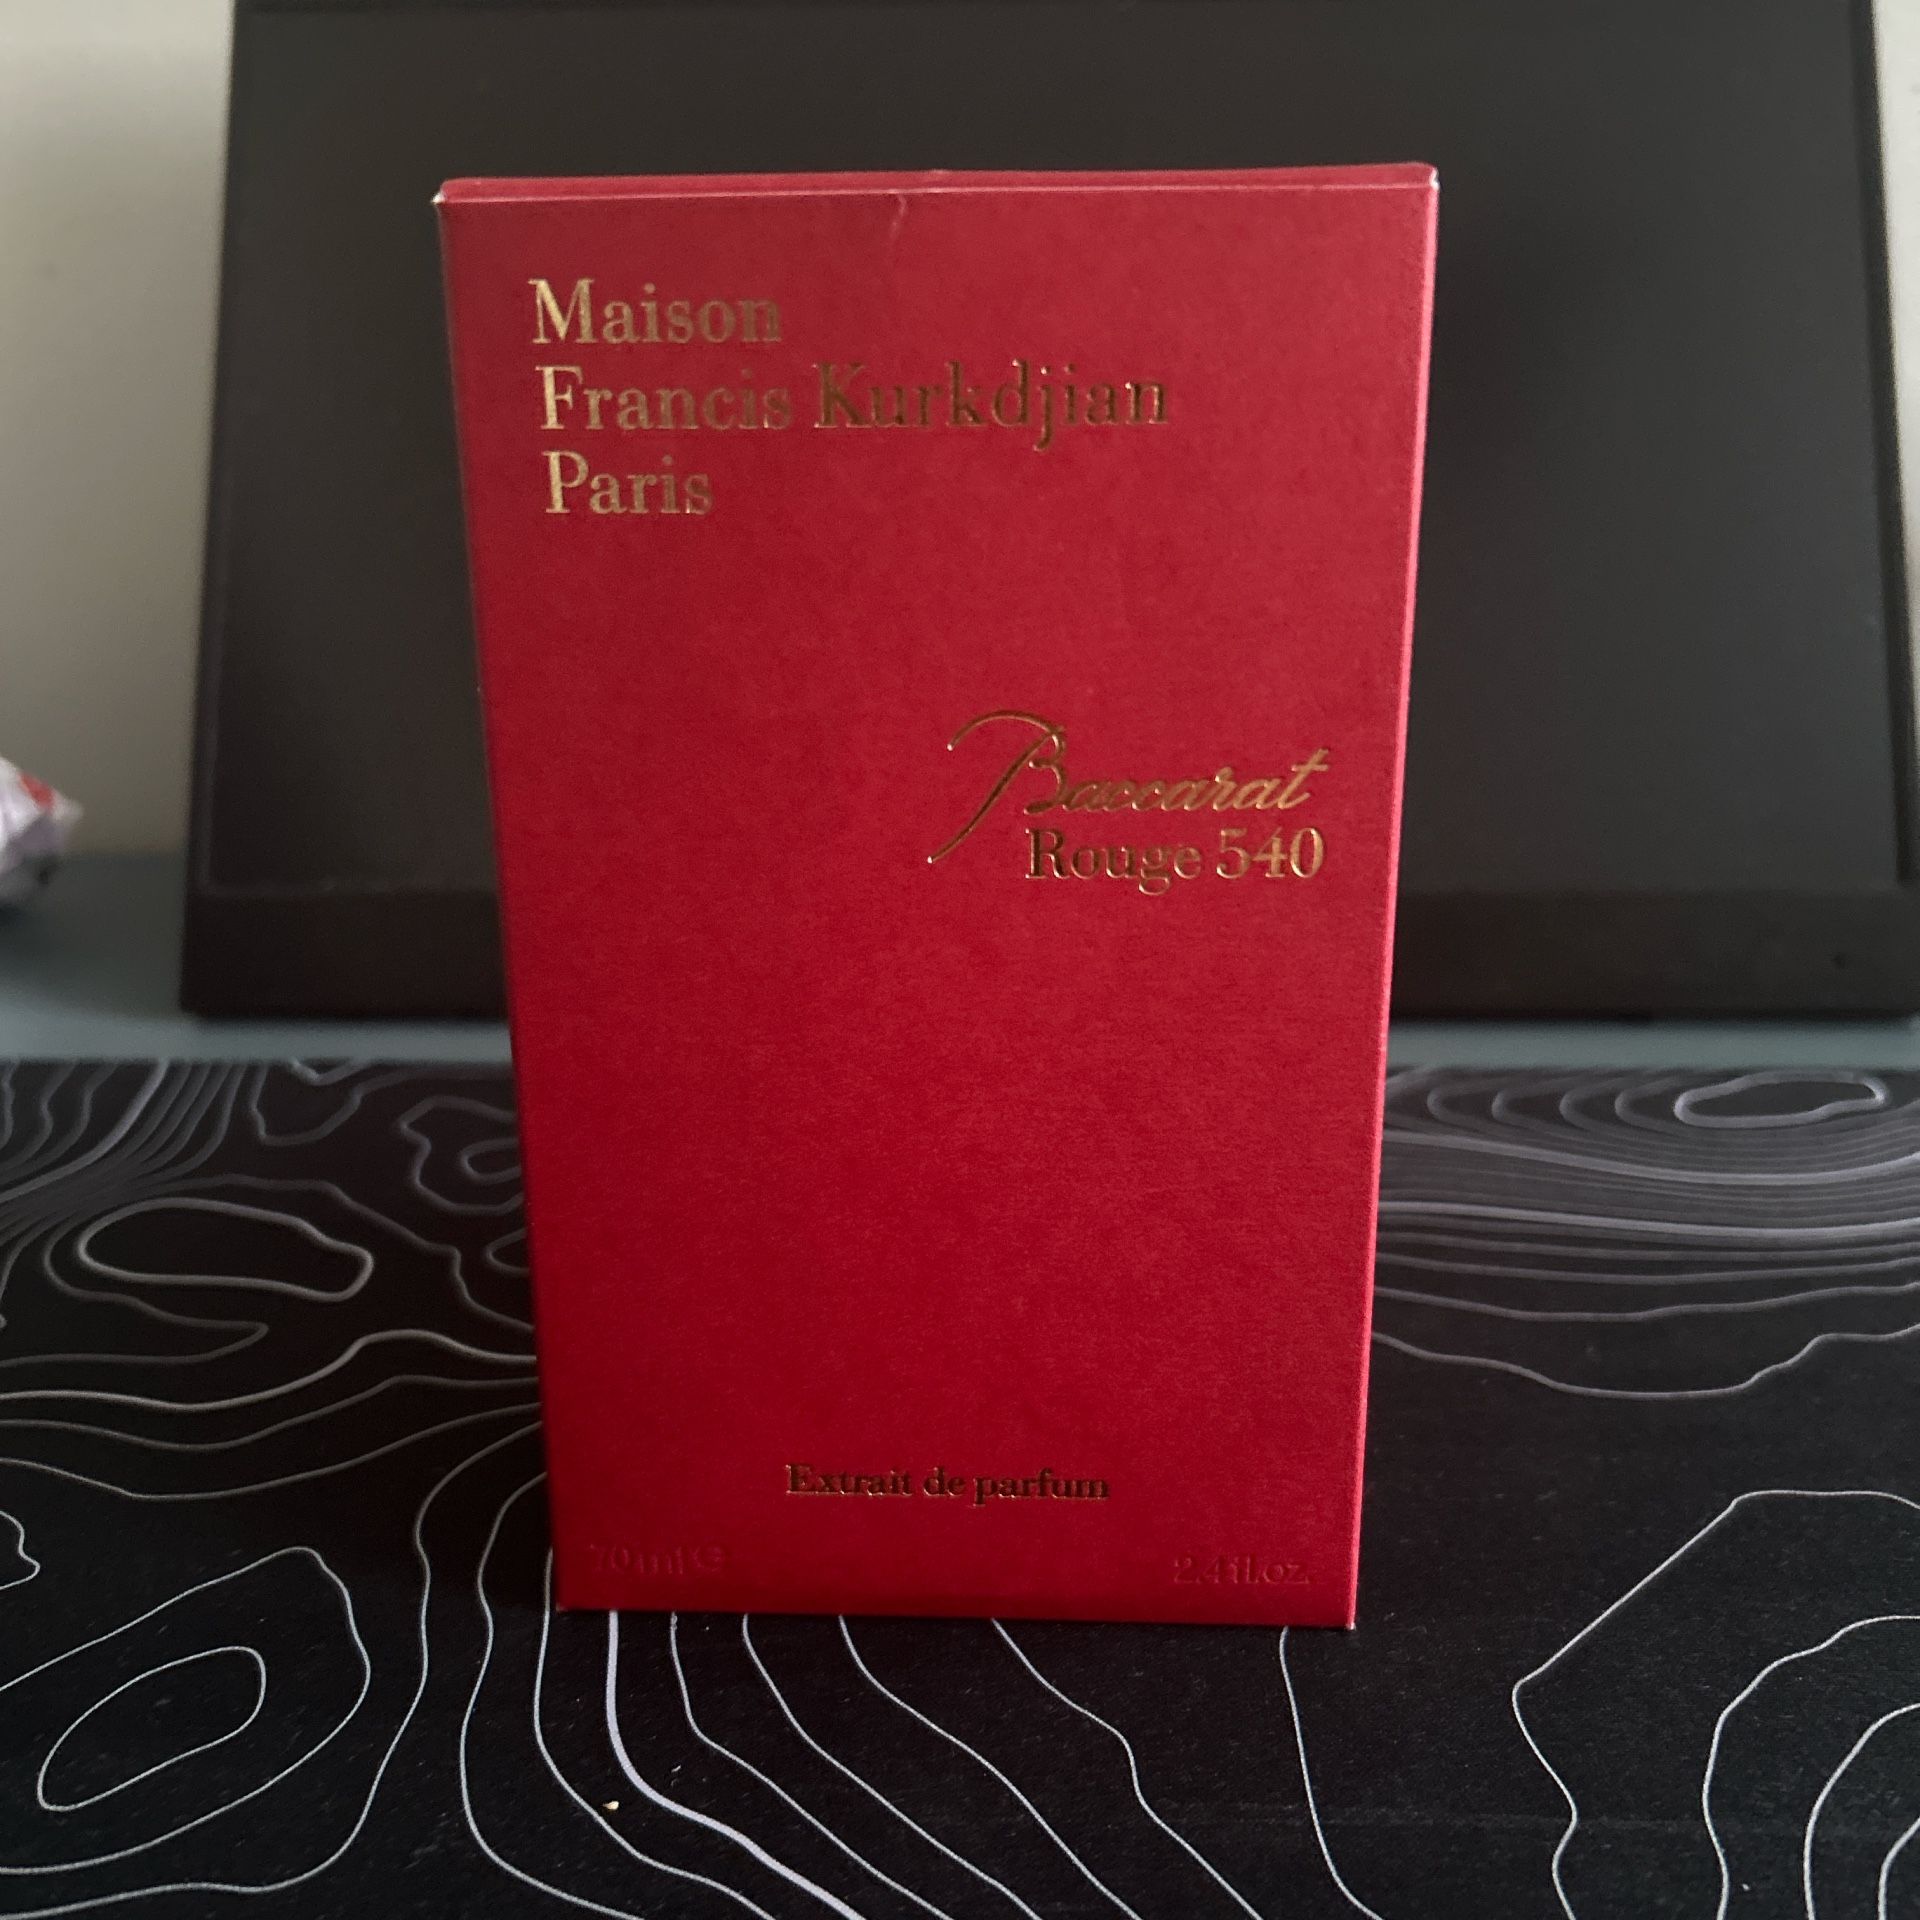 Maison
Francis Kurkdjian
Paris
Baccarat
Rouge 540
Extrait de parfum
70 ml ℮ 2.4 fl.oz